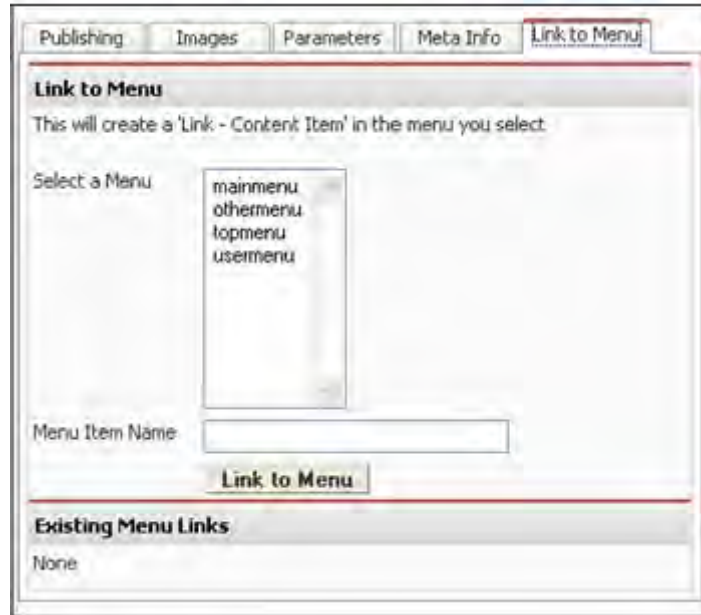 Publishing Images Parameters Meta Info Link to Menu
Link to Menu
This will create a 'Link - Content Item' in the menu you select
Select a Menu
mainmenu
othermenu
topmenu
usermenu
Menu Item Name
Link to Menu
Existing Menu Links
None